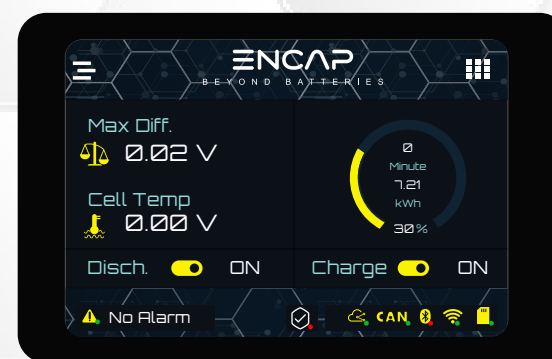 ENCAP
BEYOND BATTERIES
Max Diff.
0.02 V
Cell Temp
0.00 V
0
Minute
7.21
kWh
30%
Disch. ON
Charge ON
No Alarm
CAN